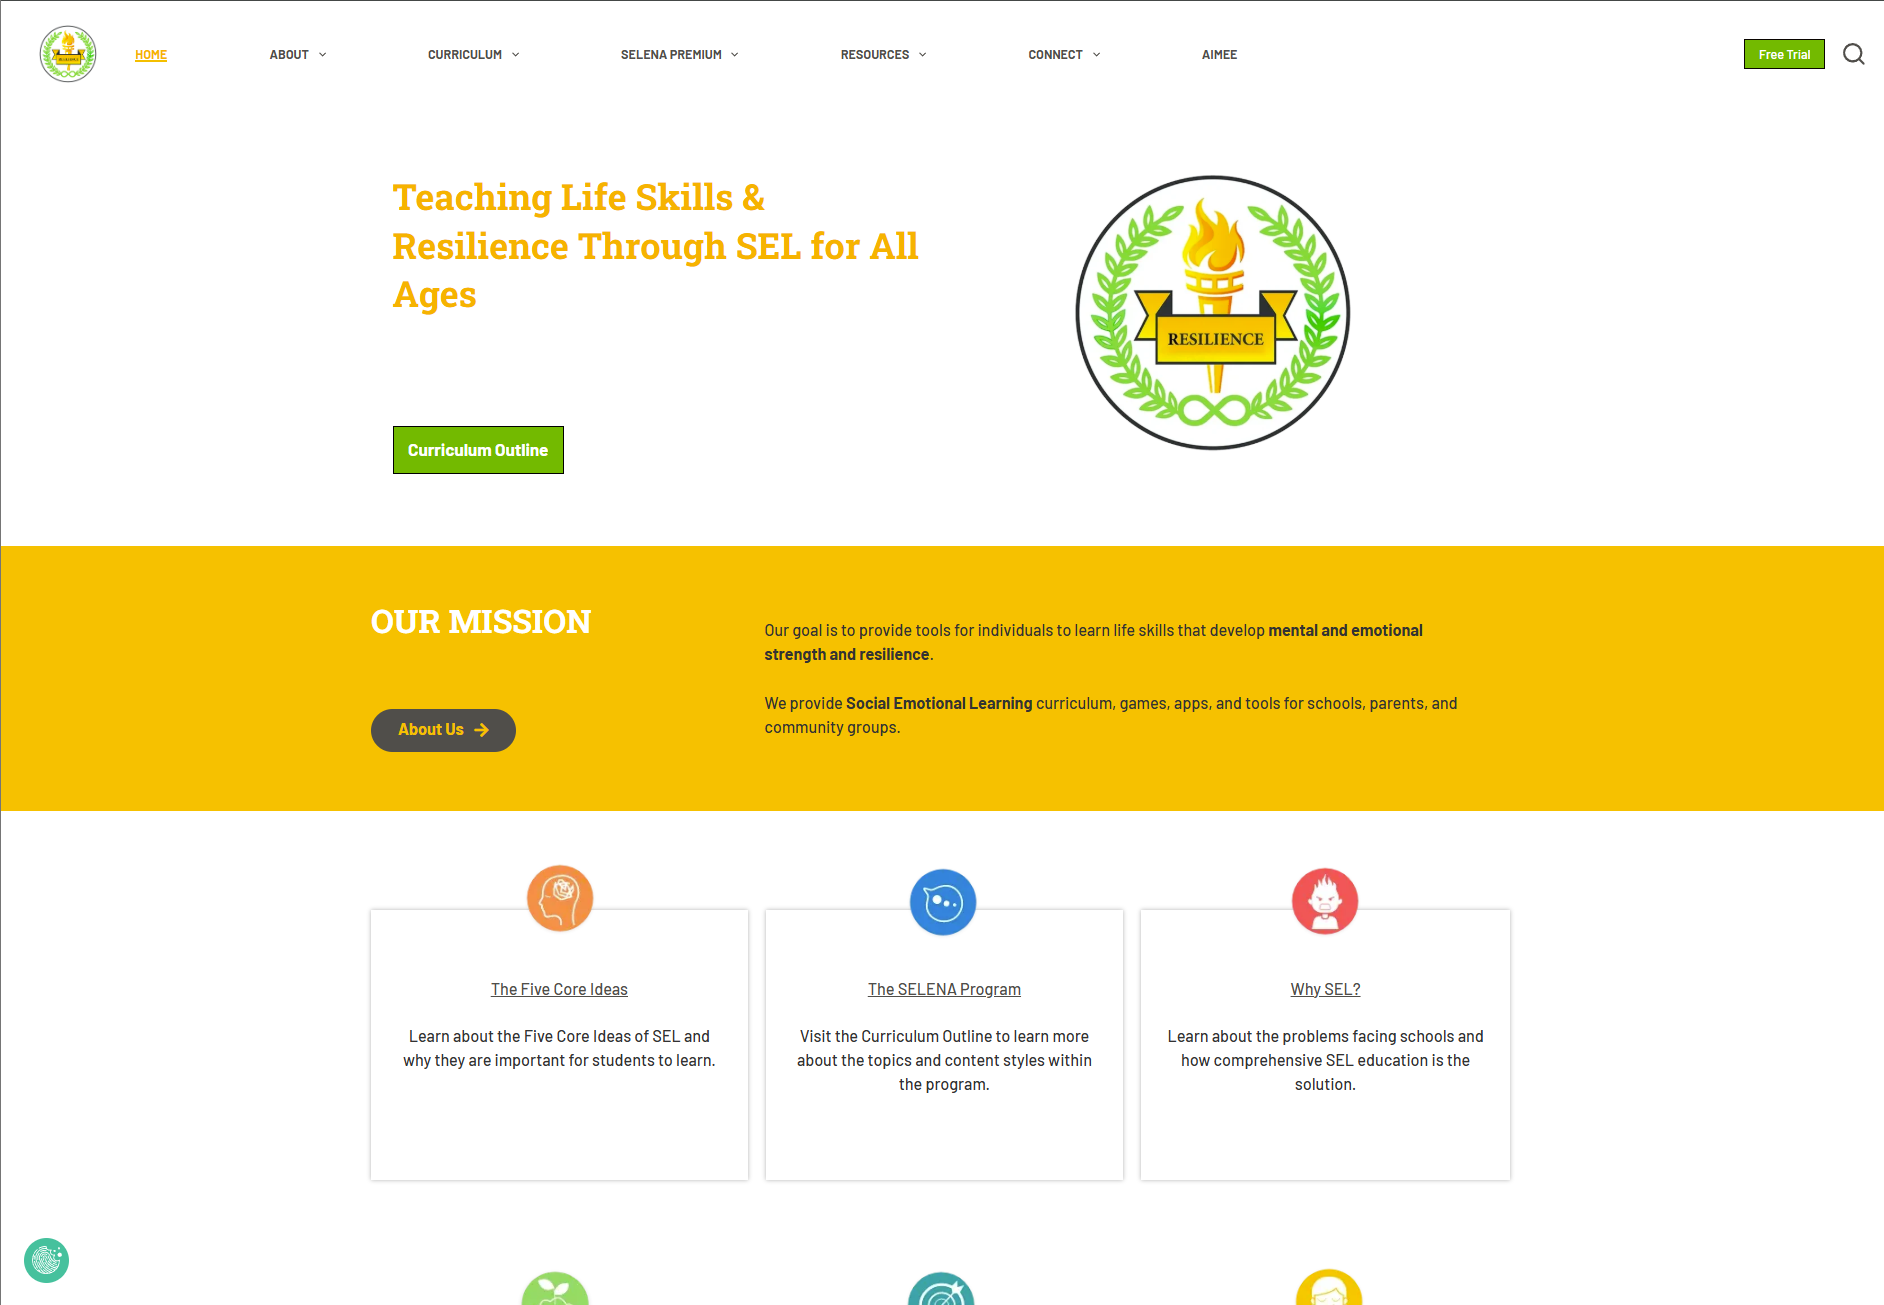 HOME
ABOUT
CURRICULUM
SELENA PREMIUM
RESOURCES
CONNECT
AIMEE
Free Trial
Teaching Life Skills &
Resilience Through SEL for All
Ages
RESILIENCE
Curriculum Outline
OUR MISSION
About Us
Our goal is to provide tools for individuals to learn life skills that develop mental and emotional
strength and resilience.
We provide Social Emotional Learning curriculum, games, apps, and tools for schools, parents, and
community groups.
The Five Core Ideas
Learn about the Five Core Ideas of SEL and
why they are important for students to learn.
The SELENA Program
Visit the Curriculum Outline to learn more
about the topics and content styles within
the program.
Why SEL?
Learn about the problems facing schools and
how comprehensive SEL education is the
solution.